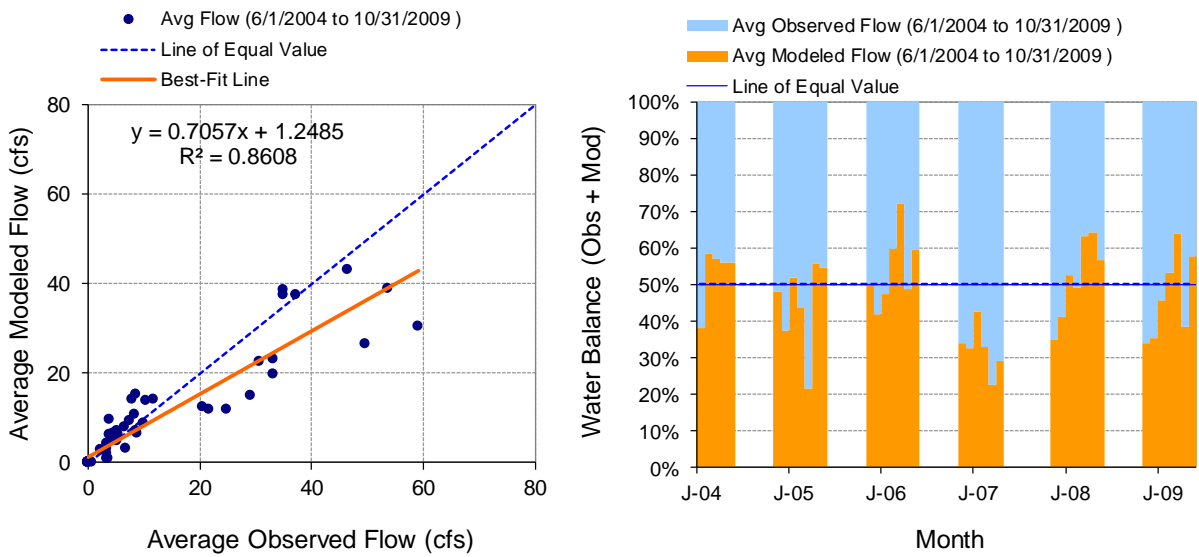 Avg Flow (6/1/2004 to 10/31/2009 )
Line of Equal Value
Best-Fit Line
y = 0.7057x + 1.2485
R² = 0.8608
Average Modeled Flow (cfs)
80
60
40
20
0
0 20 40 60 80
Average Observed Flow (cfs)
Avg Observed Flow (6/1/2004 to 10/31/2009 )
Avg Modeled Flow (6/1/2004 to 10/31/2009 )
Line of Equal Value
Water Balance (Obs + Mod)
100%
90%
80%
70%
60%
50%
40%
30%
20%
10%
0%
J-04 J-05 J-06 J-07 J-08 J-09
Month